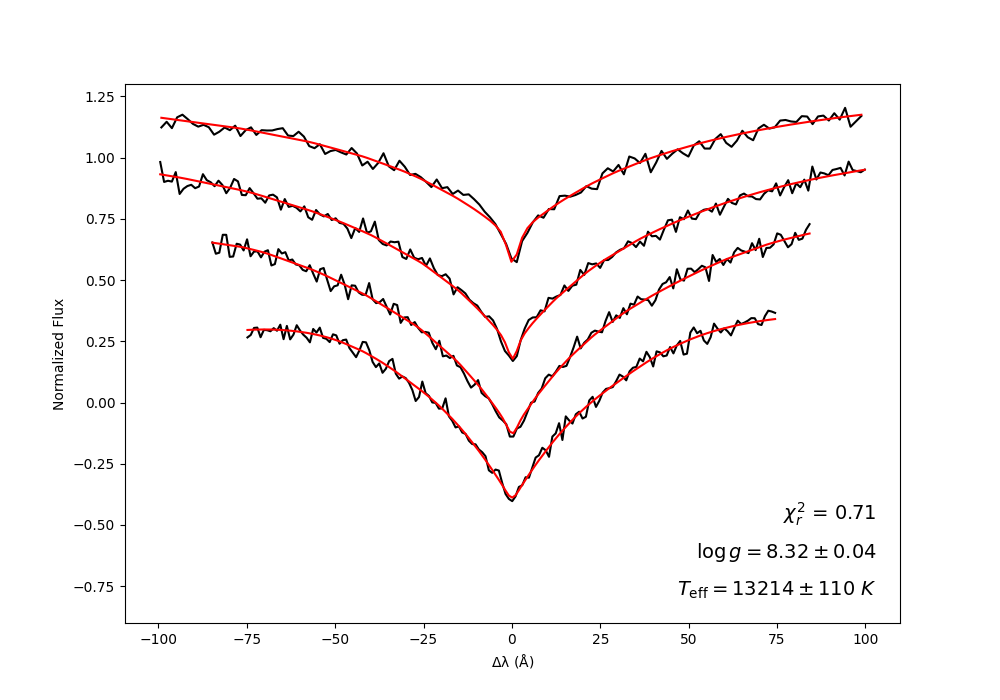 1.25
1.00
0.75
0.50
0.25
0.00
−0.25
−0.50
−0.75
Normalized Flux
χ²ᵣ = 0.71
log g = 8.32 ± 0.04
T_eff = 13214 ± 110 K
−100 −75 −50 −25 0 25 50 75 100
Δλ (Å)